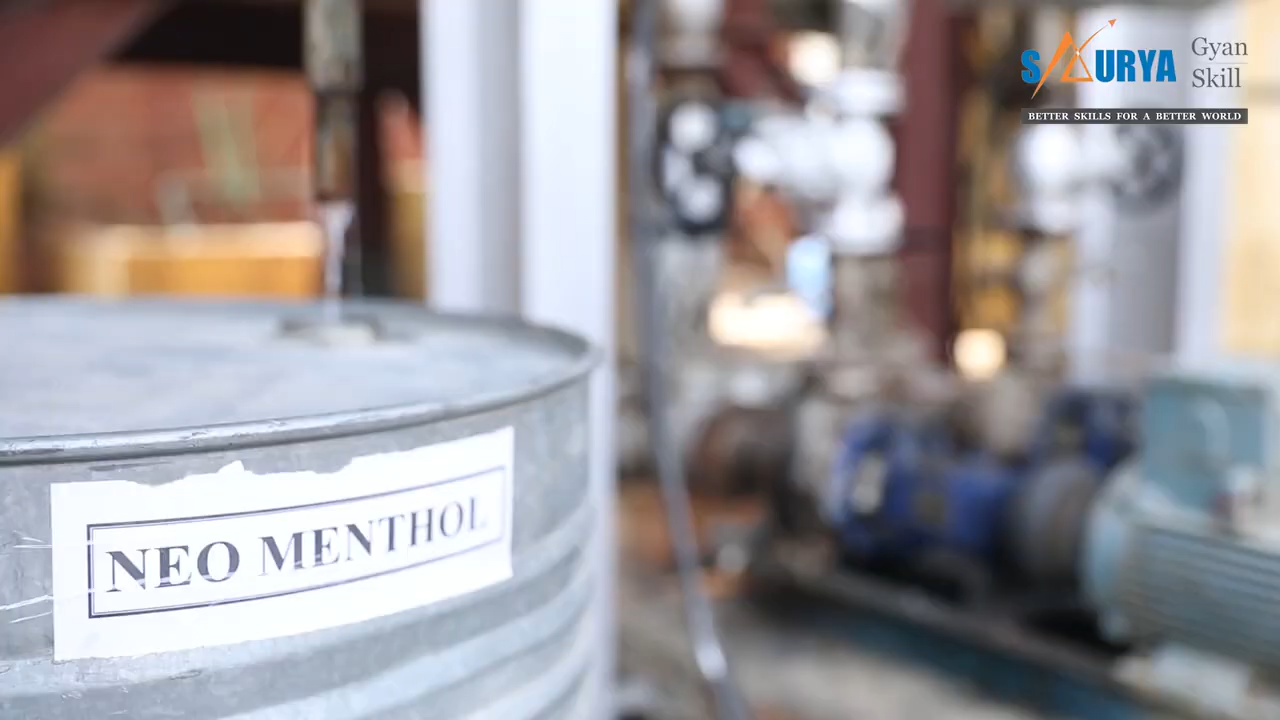 SAURYA
Gyan
Skill
BETTER SKILLS FOR A BETTER WORLD
NEO MENTHOL